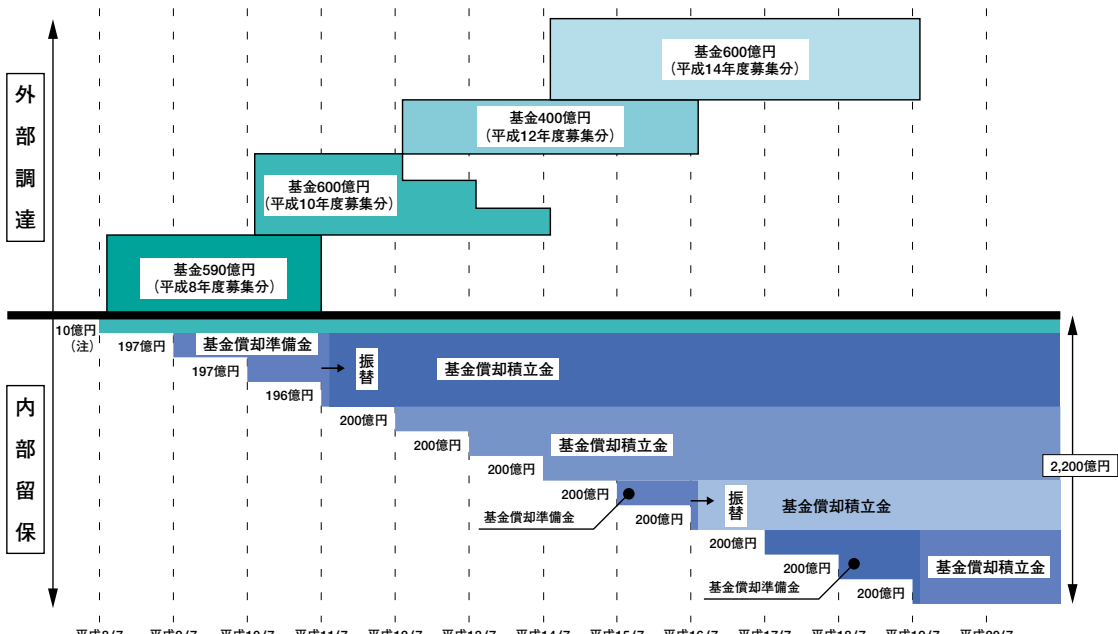 外部調達
基金600億円
（平成14年度募集分）
基金400億円
（平成12年度募集分）
基金600億円
（平成10年度募集分）
基金590億円
（平成8年度募集分）
内部留保
10億円
（注）
197億円
基金償却準備金
197億円
196億円
振替
基金償却積立金
200億円
200億円
基金償却積立金
200億円
200億円
基金償却準備金
200億円
振替
基金償却積立金
2,200億円
200億円
200億円
基金償却準備金
200億円
基金償却積立金